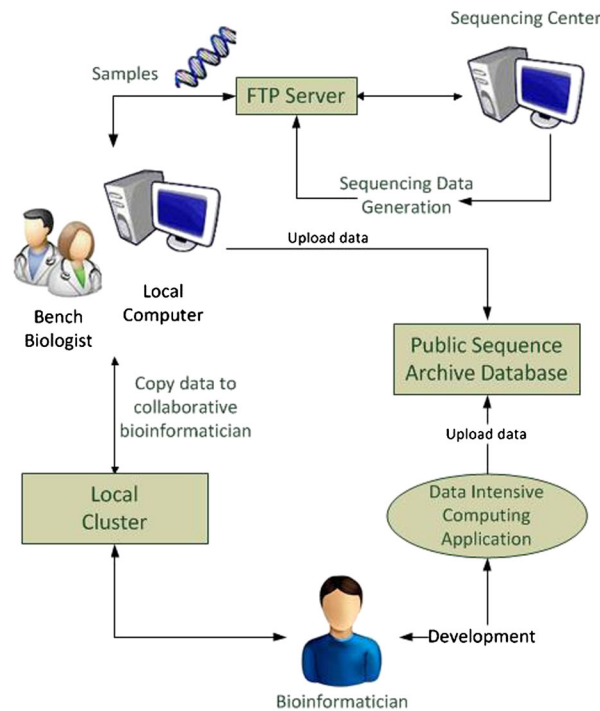 Sequencing Center
Samples
FTP Server
Sequencing Data
Generation
Upload data
Local
Computer
Bench
Biologist
Public Sequence
Archive Database
Copy data to
collaborative
bioinformatician
Upload data
Local
Cluster
Data Intensive
Computing
Application
Development
Bioinformatician